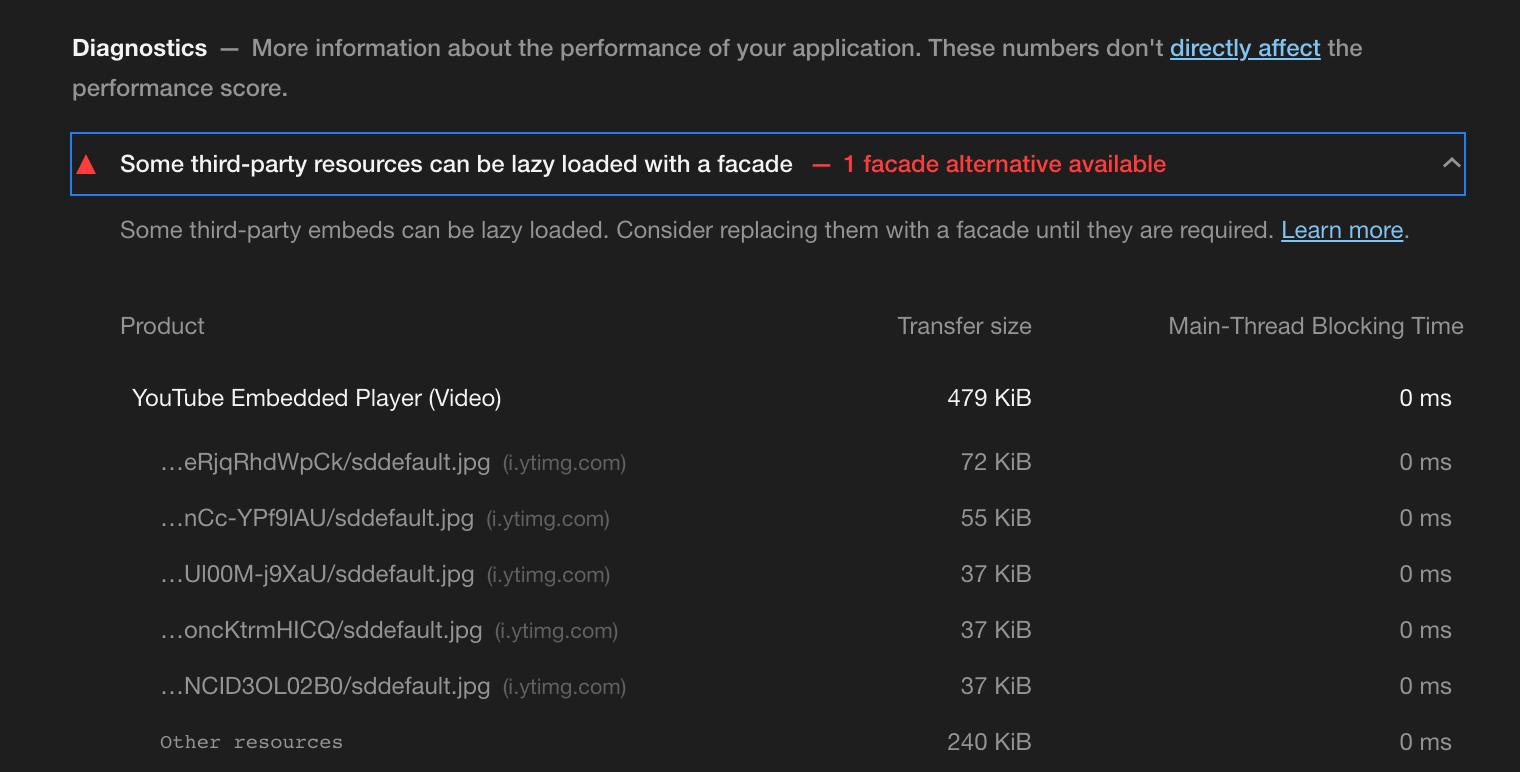 Diagnostics — More information about the performance of your application. These numbers don't directly affect the
performance score.
Some third-party resources can be lazy loaded with a facade — 1 facade alternative available
Some third-party embeds can be lazy loaded. Consider replacing them with a facade until they are required. Learn more.
Product Transfer size Main-Thread Blocking Time
YouTube Embedded Player (Video) 479 KiB 0 ms
…eRjqRhdWpCk/sddefault.jpg (i.ytimg.com) 72 KiB 0 ms
…nCc-YPf9lAU/sddefault.jpg (i.ytimg.com) 55 KiB 0 ms
…Ul00M-j9XaU/sddefault.jpg (i.ytimg.com) 37 KiB 0 ms
…oncKtrmHICQ/sddefault.jpg (i.ytimg.com) 37 KiB 0 ms
…NCID3OL02B0/sddefault.jpg (i.ytimg.com) 37 KiB 0 ms
Other resources 240 KiB 0 ms